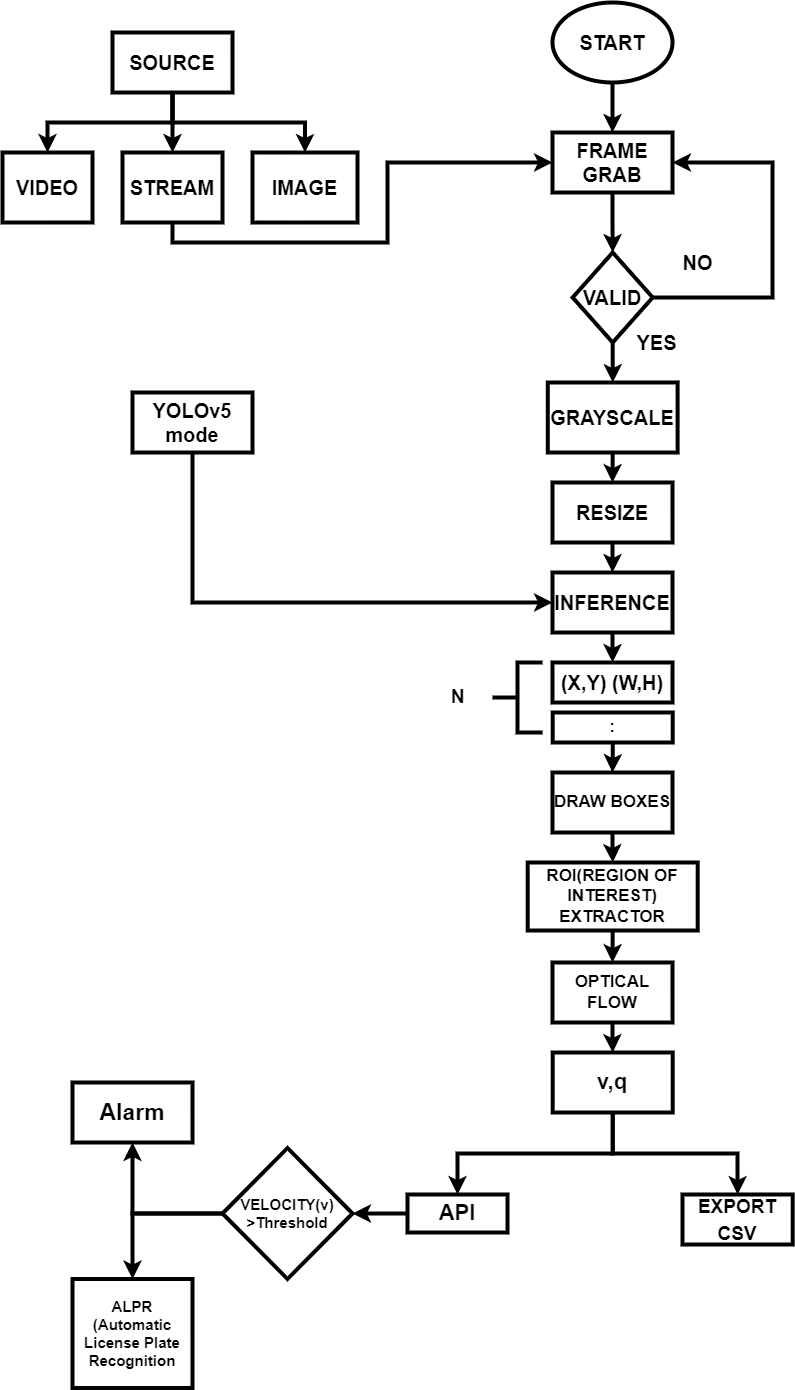 START
SOURCE
FRAME
GRAB
VIDEO
STREAM
IMAGE
NO
VALID
YES
YOLOv5
mode
GRAYSCALE
RESIZE
INFERENCE
(X,Y) (W,H)
N
:
DRAW BOXES
ROI(REGION OF
INTEREST)
EXTRACTOR
OPTICAL
FLOW
v,q
Alarm
VELOCITY(v)
>Threshold
API
EXPORT
CSV
ALPR
(Automatic
License Plate
Recognition